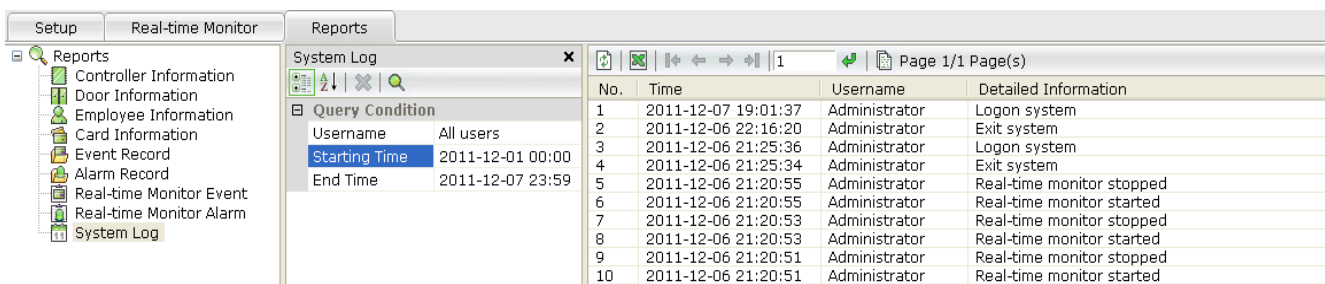 Setup Real-time Monitor Reports
Reports
Controller Information
Door Information
Employee Information
Card Information
Event Record
Alarm Record
Real-time Monitor Event
Real-time Monitor Alarm
System Log
System Log
Query Condition
Username All users
Starting Time 2011-12-01 00:00
End Time 2011-12-07 23:59
1 Page 1/1 Page(s)
No. Time Username Detailed Information
1 2011-12-07 19:01:37 Administrator Logon system
2 2011-12-06 22:16:20 Administrator Exit system
3 2011-12-06 21:25:36 Administrator Logon system
4 2011-12-06 21:25:34 Administrator Exit system
5 2011-12-06 21:20:55 Administrator Real-time monitor stopped
6 2011-12-06 21:20:55 Administrator Real-time monitor started
7 2011-12-06 21:20:53 Administrator Real-time monitor stopped
8 2011-12-06 21:20:53 Administrator Real-time monitor started
9 2011-12-06 21:20:51 Administrator Real-time monitor stopped
10 2011-12-06 21:20:51 Administrator Real-time monitor started